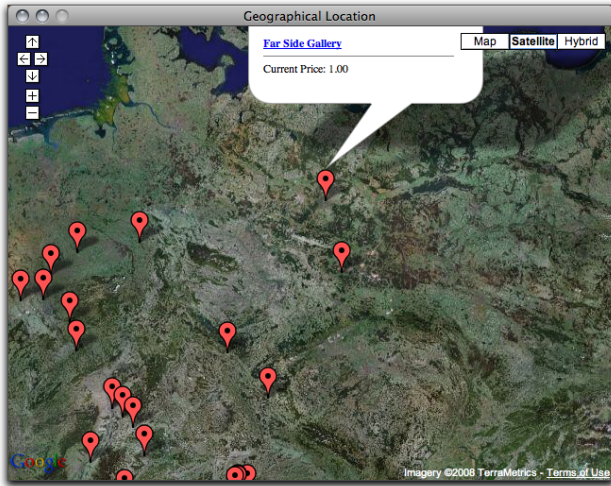 Geographical Location
Far Side Gallery
Current Price: 1.00
Map Satellite Hybrid
Google
Imagery ©2008 TerraMetrics - Terms of Use